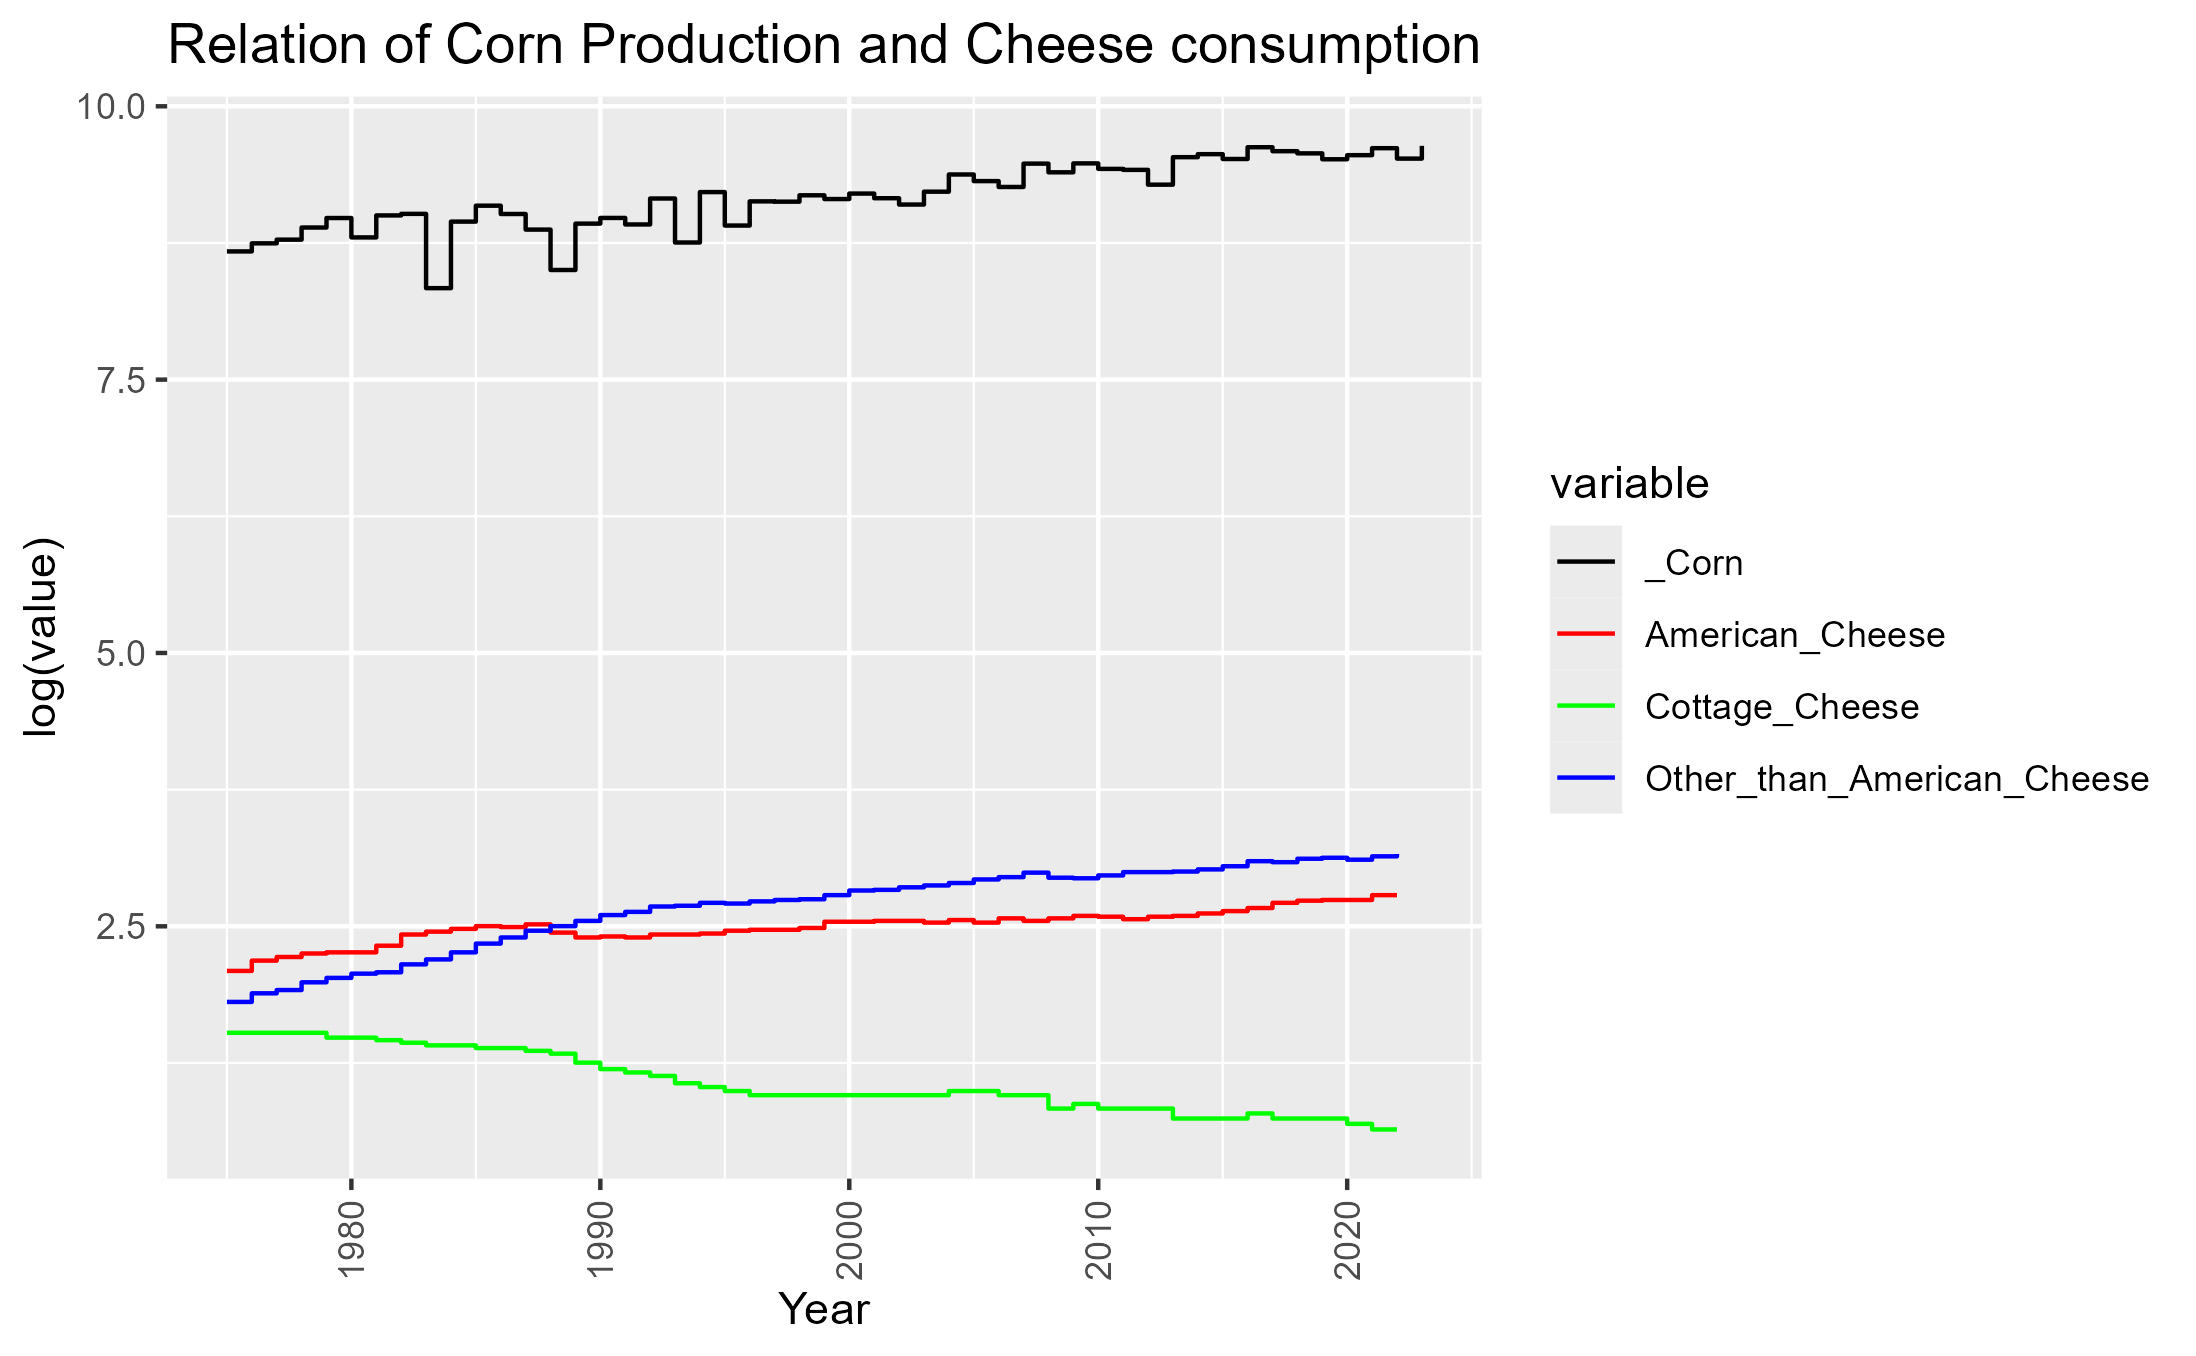 Relation of Corn Production and Cheese consumption
10.0
7.5
5.0
2.5
log(value)
1980
1990
2000
2010
2020
Year
variable
_Corn
American_Cheese
Cottage_Cheese
Other_than_American_Cheese